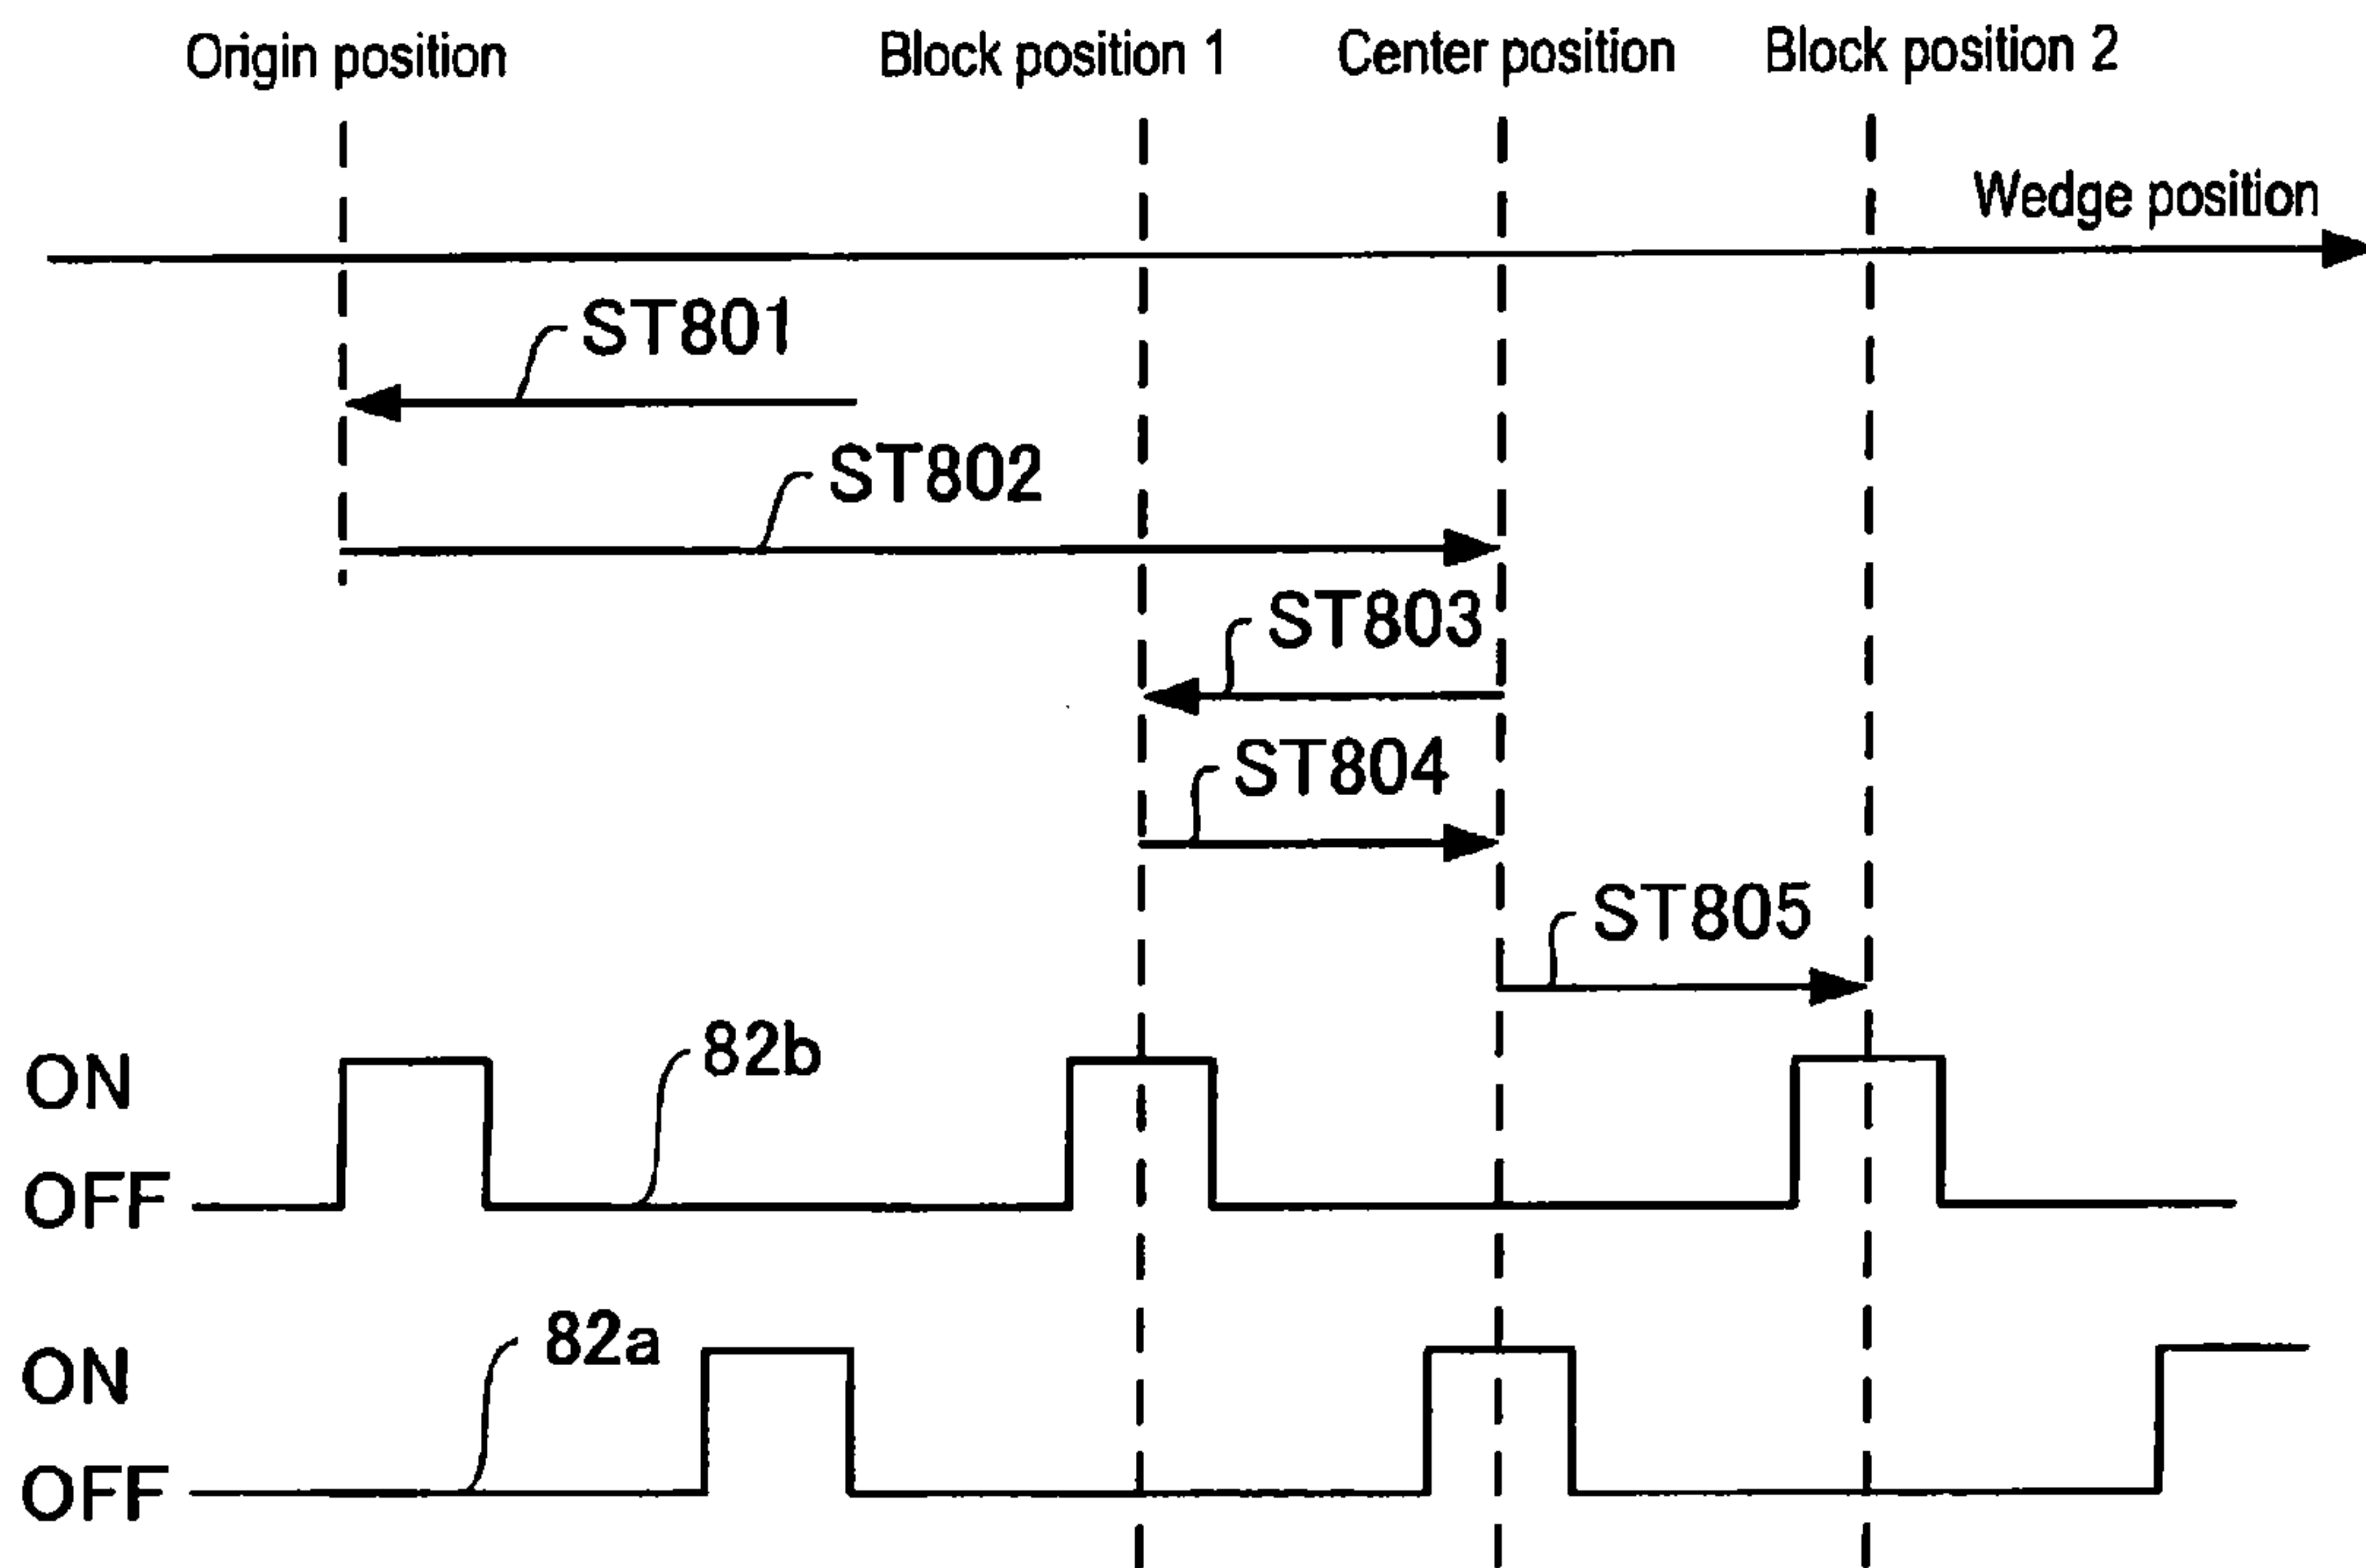 Origin position
Block position 1
Center position
Block position 2
Wedge position
ST801
ST802
ST803
ST804
ST805
82b
ON
OFF
82a
ON
OFF